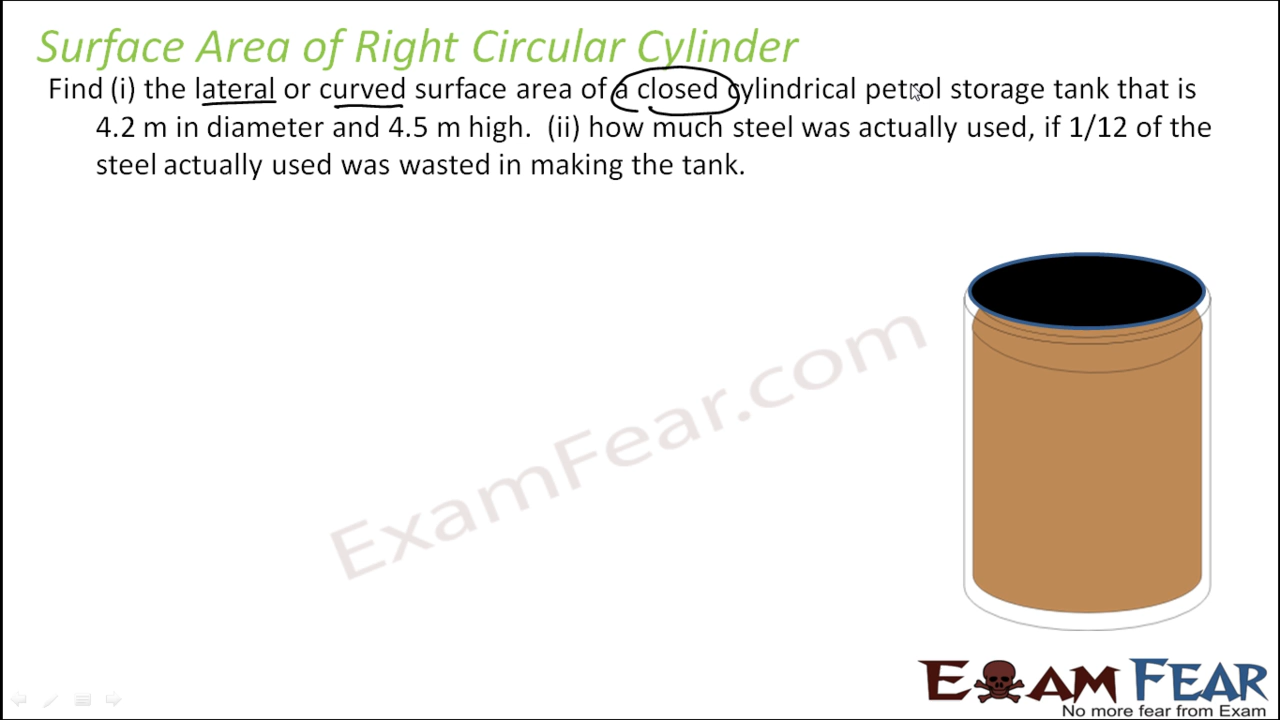 Surface Area of Right Circular Cylinder
Find (i) the lateral or curved surface area of a closed cylindrical petrol storage tank that is
4.2 m in diameter and 4.5 m high. (ii) how much steel was actually used, if 1/12 of the
steel actually used was wasted in making the tank.
ExamFear.com
EXAM FEAR
No more fear from Exam